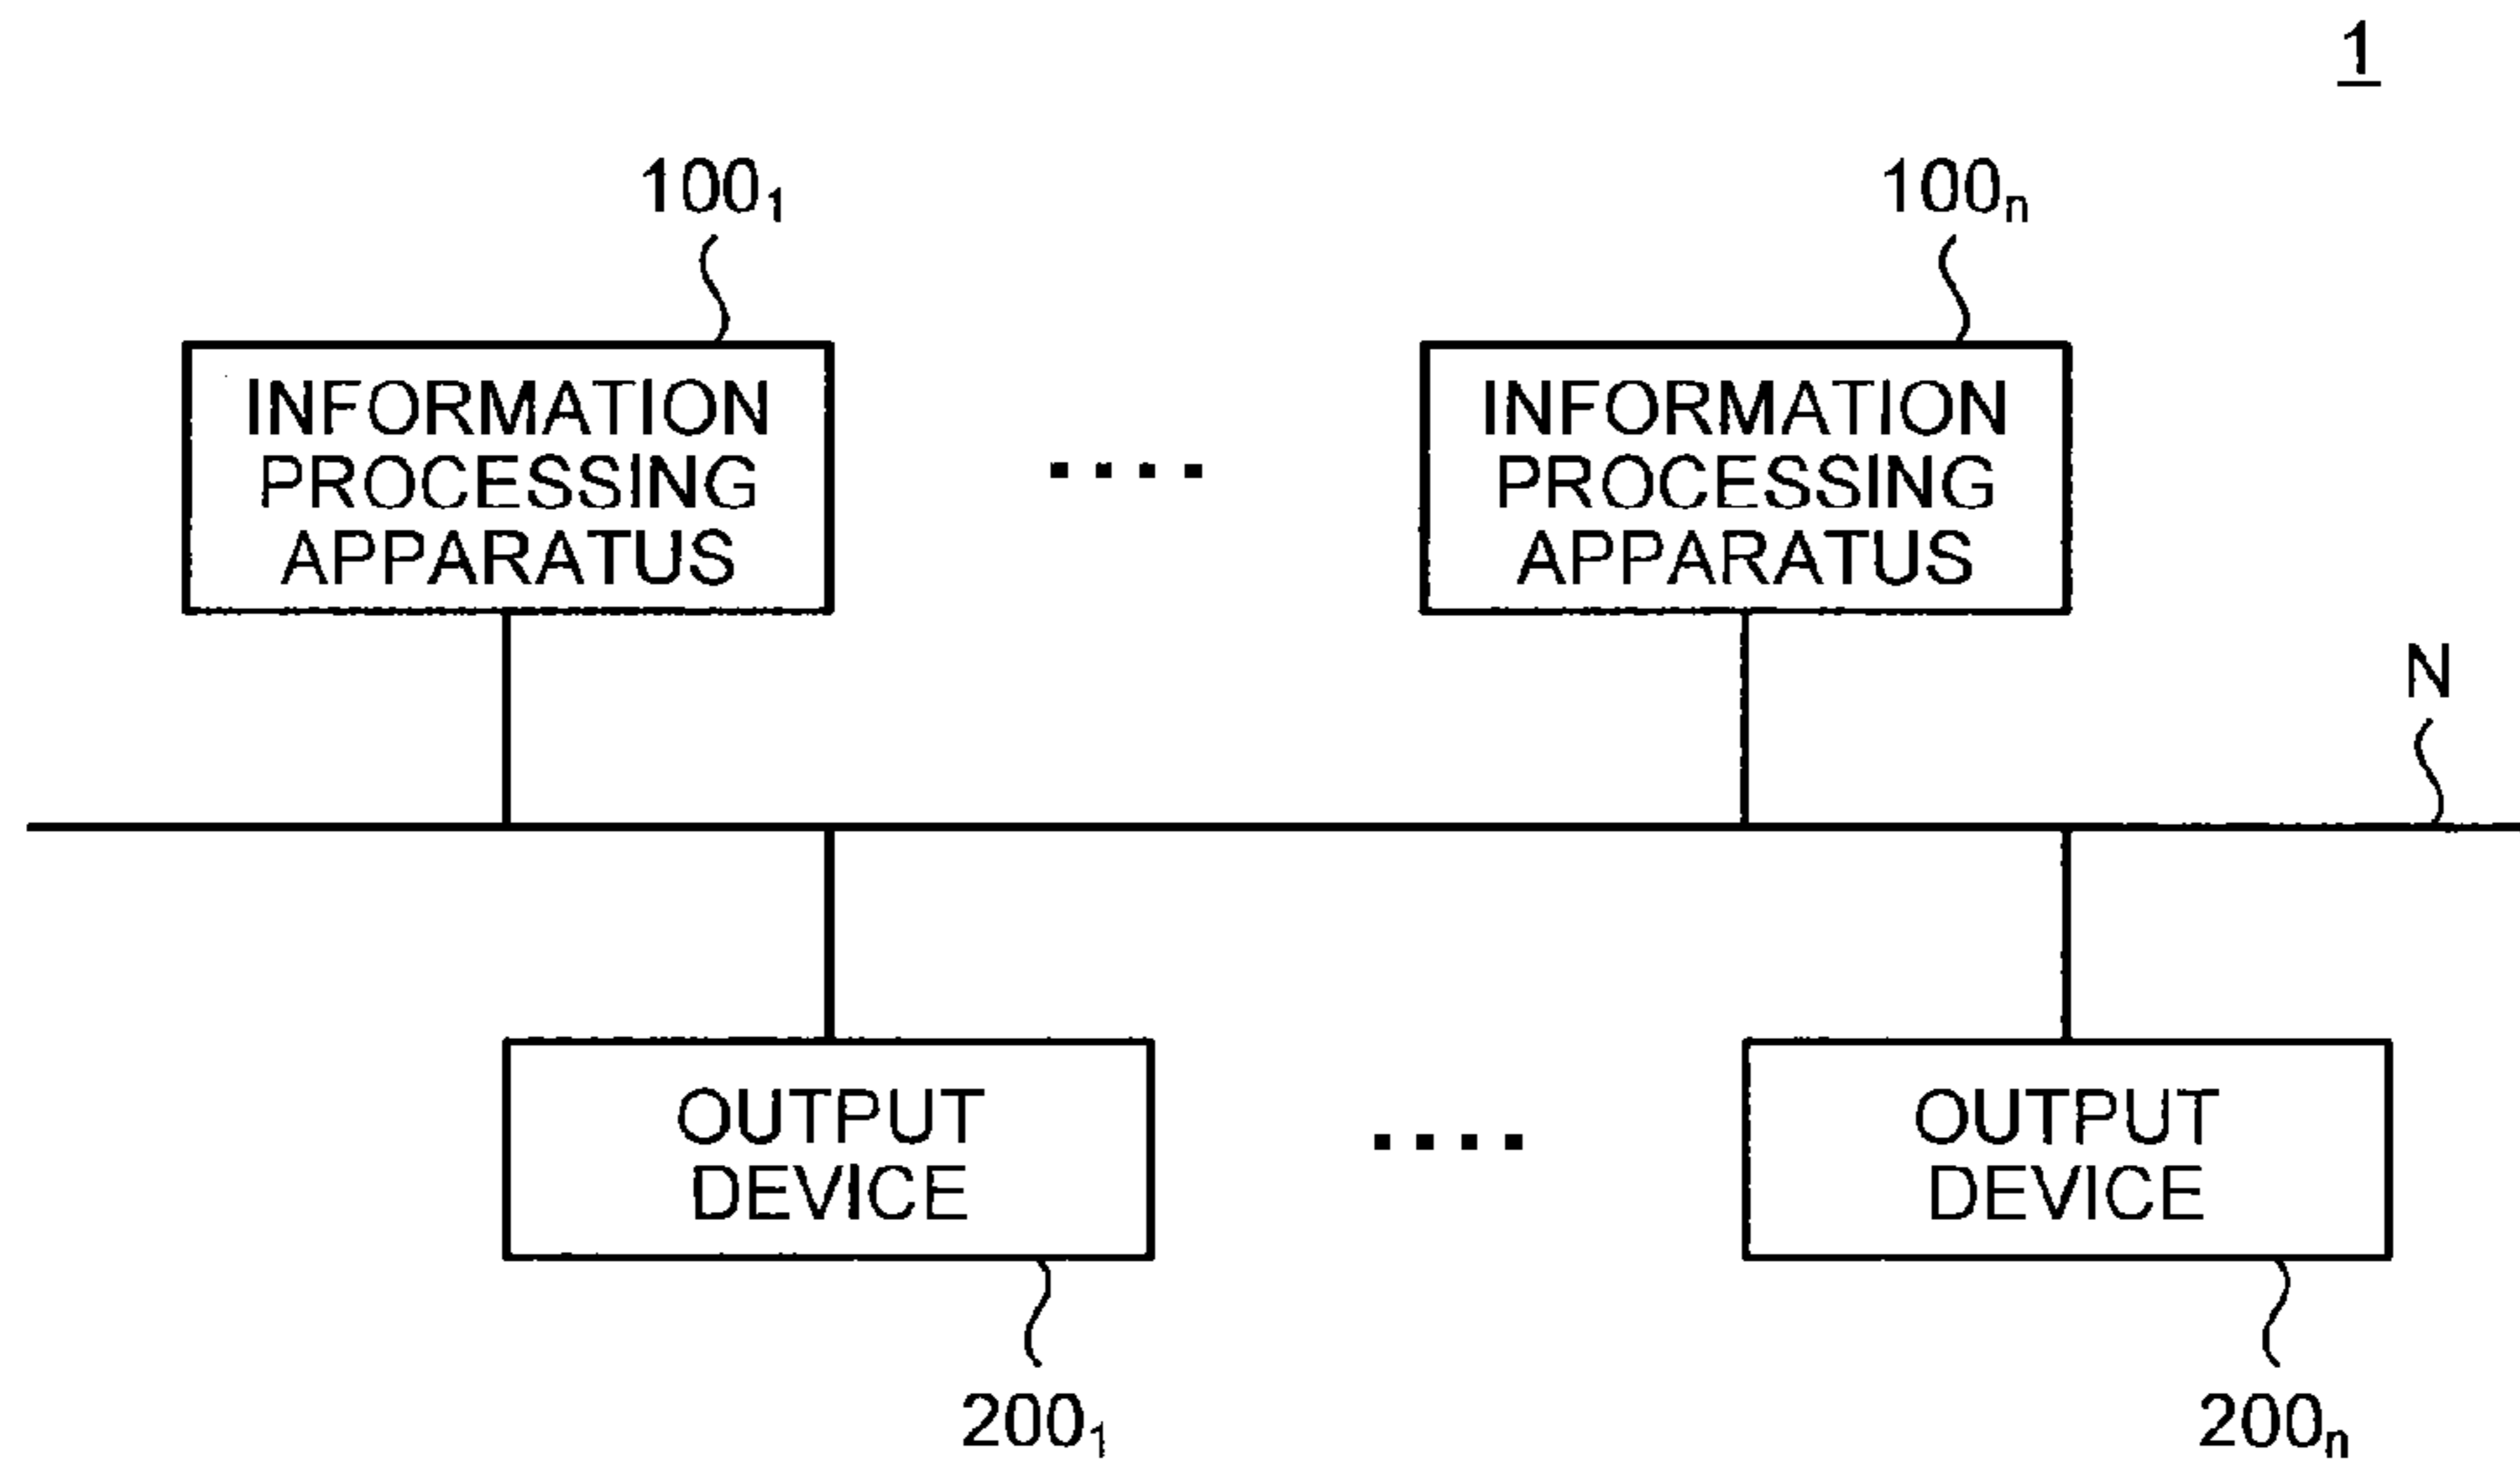 1
100₁
100ₙ
INFORMATION
PROCESSING
APPARATUS
....
INFORMATION
PROCESSING
APPARATUS
N
OUTPUT
DEVICE
....
OUTPUT
DEVICE
200₁
200ₙ